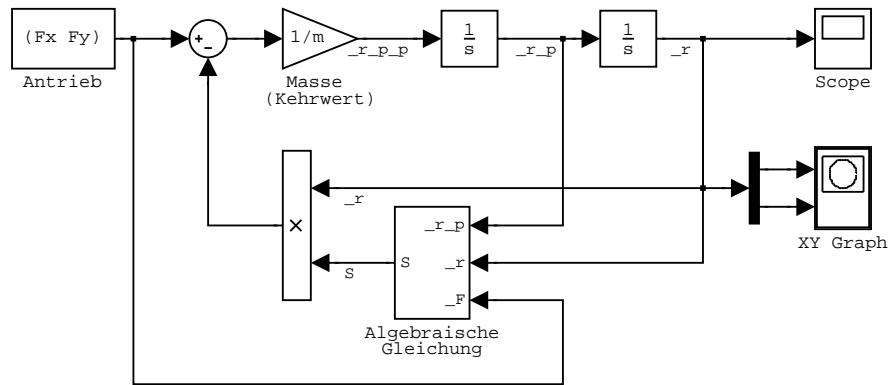 (Fx Fy)
Antrieb
+
−
1/m
Masse
(Kehrwert)
_r_p_p
1
s
_r_p
1
s
_r
Scope
_r
×
S
_r_p
_r
_F
S
Algebraische
Gleichung
XY Graph